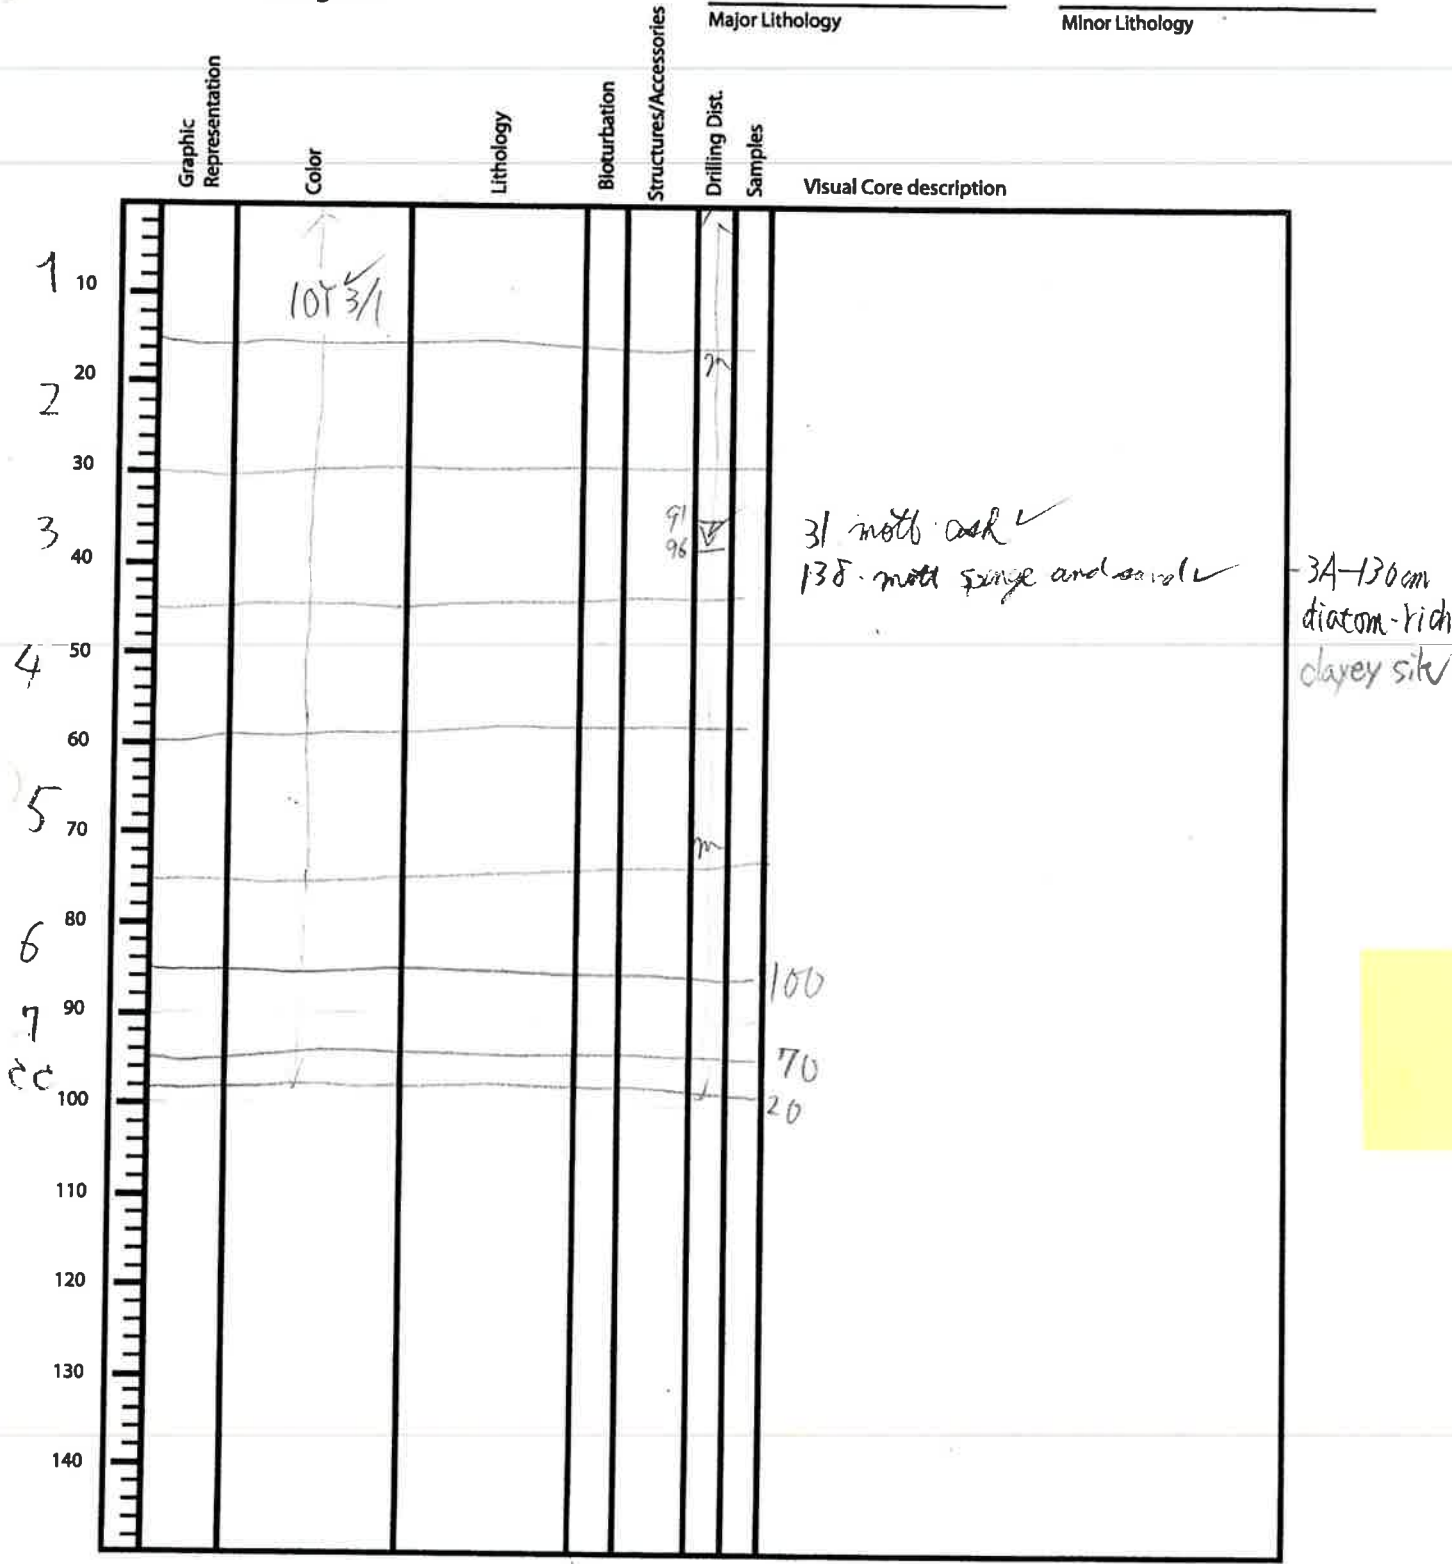 Major Lithology
Minor Lithology
Graphic Representation
Color
Lithology
Bioturbation
Structures/Accessories
Drilling Dist.
Samples
Visual Core description
1
10
10Y 3/1
20
2
30
91
3
96
31 mott ash
40
138. mott sponge and sand
34-130cm
diatom-rich
clayey silt
50
4
60
5
70
m
80
6
100
90
7
70
cc
100
20
110
120
130
140